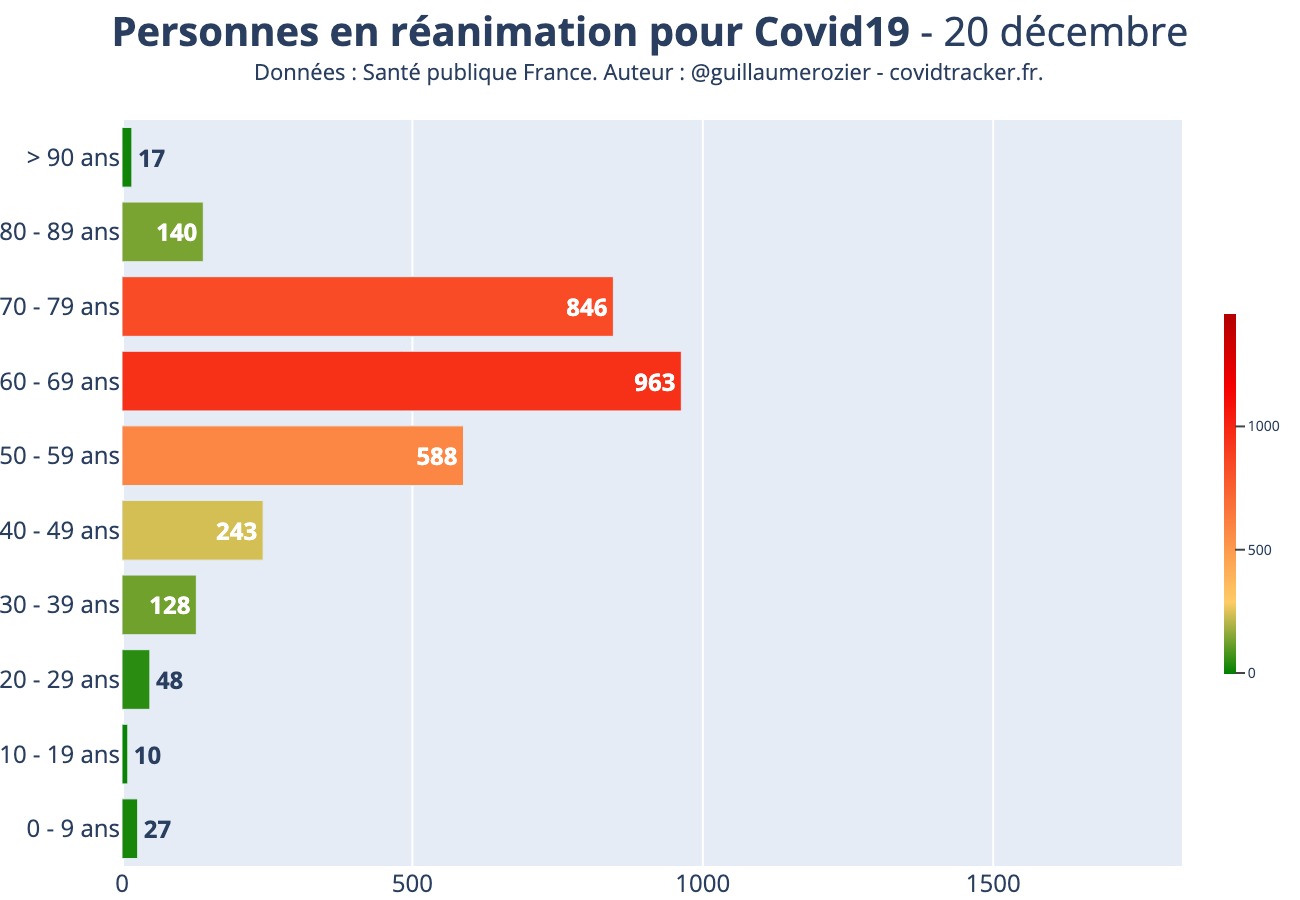 Personnes en réanimation pour Covid19 - 20 décembre
Données : Santé publique France. Auteur : @guillaumerozier - covidtracker.fr.
> 90 ans 17
80 - 89 ans 140
70 - 79 ans 846
60 - 69 ans 963
50 - 59 ans 588
40 - 49 ans 243
30 - 39 ans 128
20 - 29 ans 48
10 - 19 ans 10
0 - 9 ans 27
0 500 1000 1500
1000
500
0